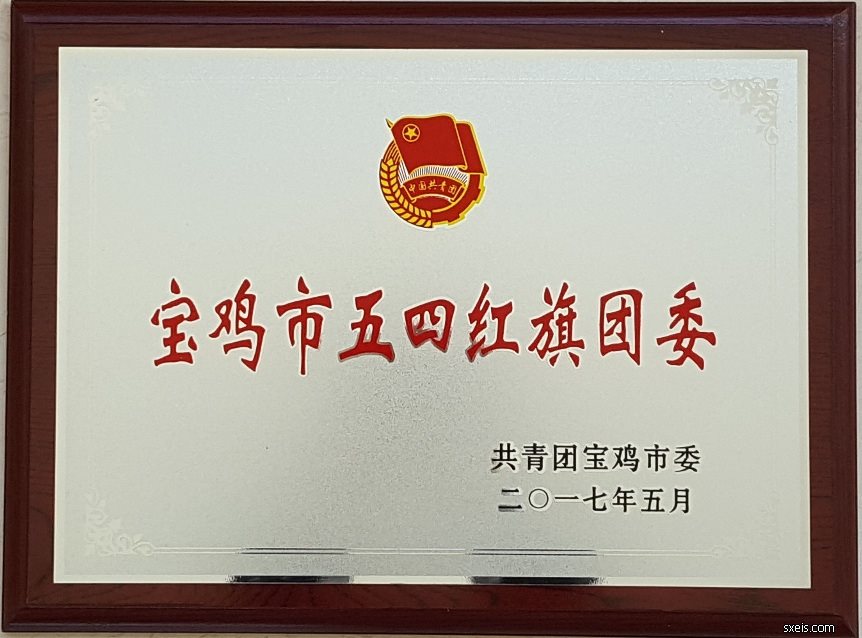 中国共青团
宝鸡市五四红旗团委
共青团宝鸡市委
二〇一七年五月
sxeis.com